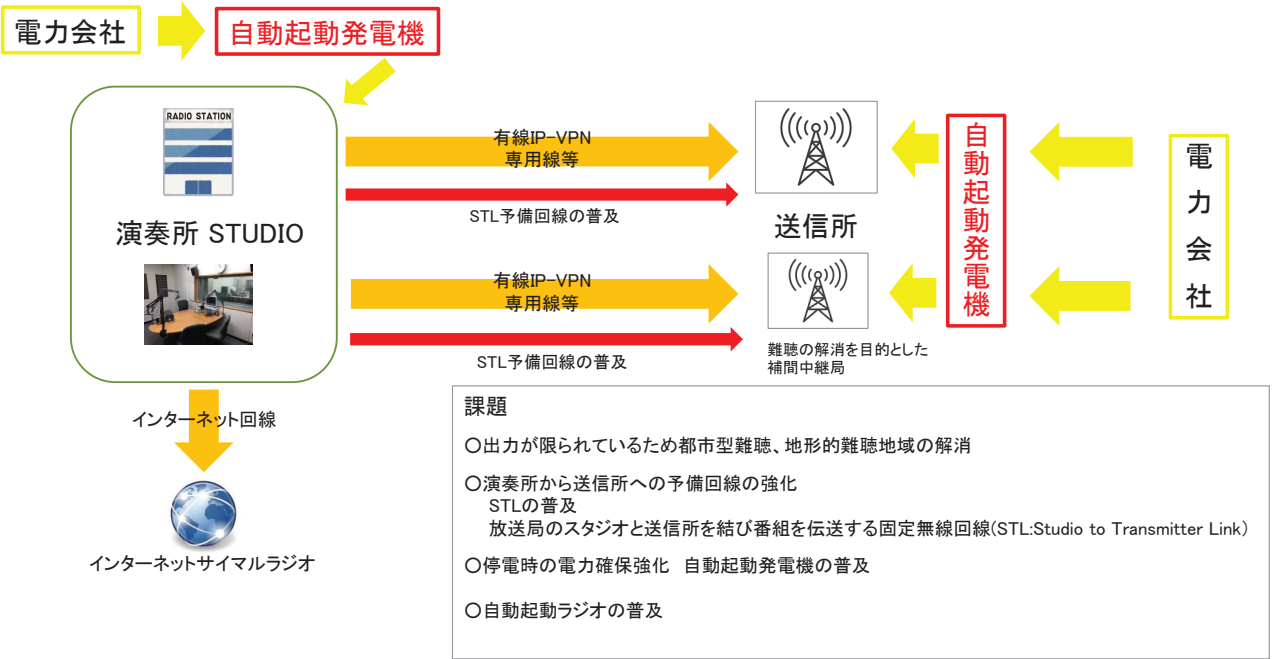 電力会社
自動起動発電機
RADIO STATION
演奏所 STUDIO
有線IP-VPN
専用線等
STL予備回線の普及
有線IP-VPN
専用線等
STL予備回線の普及
送信所
難聴の解消を目的とした
補間中継局
自動起動発電機
電力会社
インターネット回線
インターネットサイマルラジオ
課題
〇出力が限られているため都市型難聴、地形的難聴地域の解消
〇演奏所から送信所への予備回線の強化
STLの普及
放送局のスタジオと送信所を結び番組を伝送する固定無線回線(STL:Studio to Transmitter Link)
〇停電時の電力確保強化 自動起動発電機の普及
〇自動起動ラジオの普及